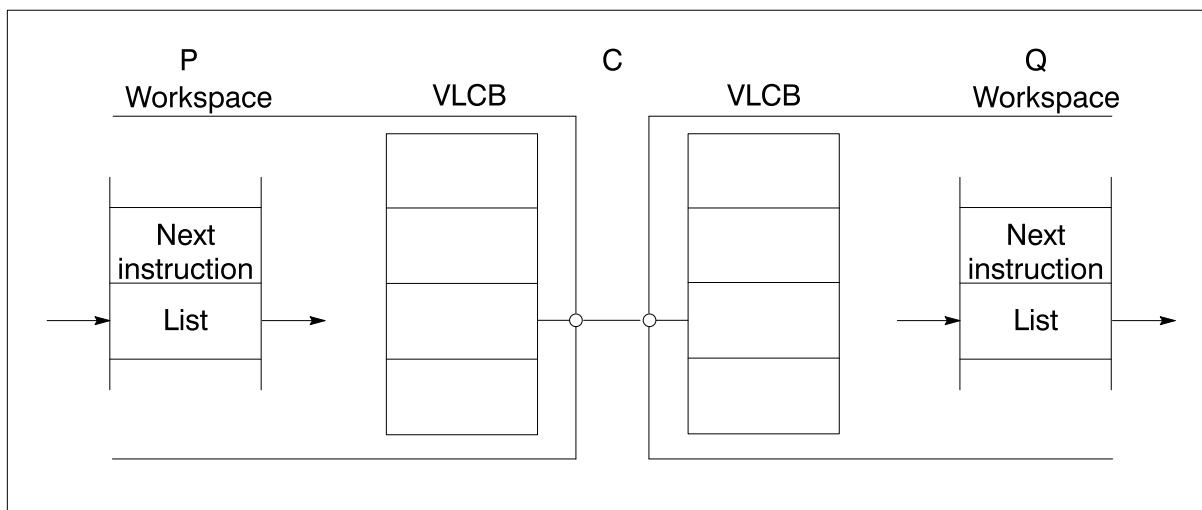 P
C
Q
Workspace
VLCB
VLCB
Workspace
Next
instruction
List
Next
instruction
List